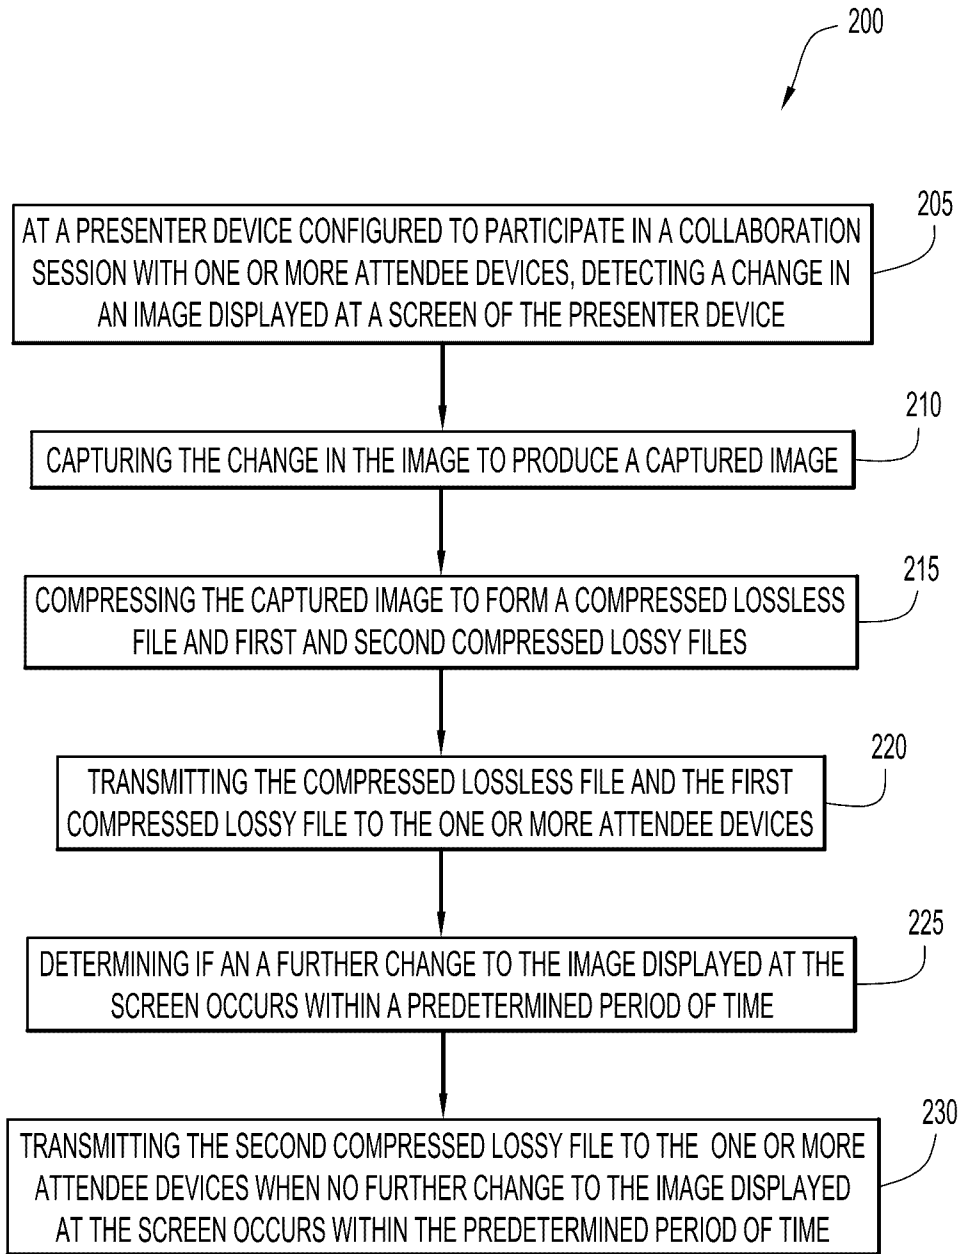 200
205
AT A PRESENTER DEVICE CONFIGURED TO PARTICIPATE IN A COLLABORATION
SESSION WITH ONE OR MORE ATTENDEE DEVICES, DETECTING A CHANGE IN
AN IMAGE DISPLAYED AT A SCREEN OF THE PRESENTER DEVICE
210
CAPTURING THE CHANGE IN THE IMAGE TO PRODUCE A CAPTURED IMAGE
215
COMPRESSING THE CAPTURED IMAGE TO FORM A COMPRESSED LOSSLESS
FILE AND FIRST AND SECOND COMPRESSED LOSSY FILES
220
TRANSMITTING THE COMPRESSED LOSSLESS FILE AND THE FIRST
COMPRESSED LOSSY FILE TO THE ONE OR MORE ATTENDEE DEVICES
225
DETERMINING IF AN A FURTHER CHANGE TO THE IMAGE DISPLAYED AT THE
SCREEN OCCURS WITHIN A PREDETERMINED PERIOD OF TIME
230
TRANSMITTING THE SECOND COMPRESSED LOSSY FILE TO THE ONE OR MORE
ATTENDEE DEVICES WHEN NO FURTHER CHANGE TO THE IMAGE DISPLAYED
AT THE SCREEN OCCURS WITHIN THE PREDETERMINED PERIOD OF TIME